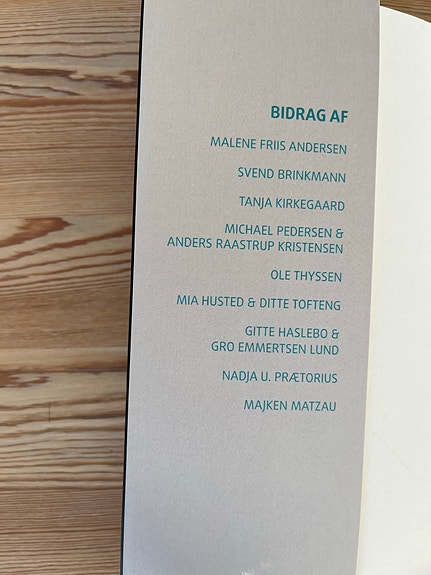 BIDRAG AF
MALENE FRIIS ANDERSEN
SVEND BRINKMANN
TANJA KIRKEGAARD
MICHAEL PEDERSEN &
ANDERS RAASTRUP KRISTENSEN
OLE THYSSEN
MIA HUSTED & DITTE TOFTENG
GITTE HASLEBO &
GRO EMMERTSEN LUND
NADJA U. PRÆTORIUS
MAJKEN MATZAU